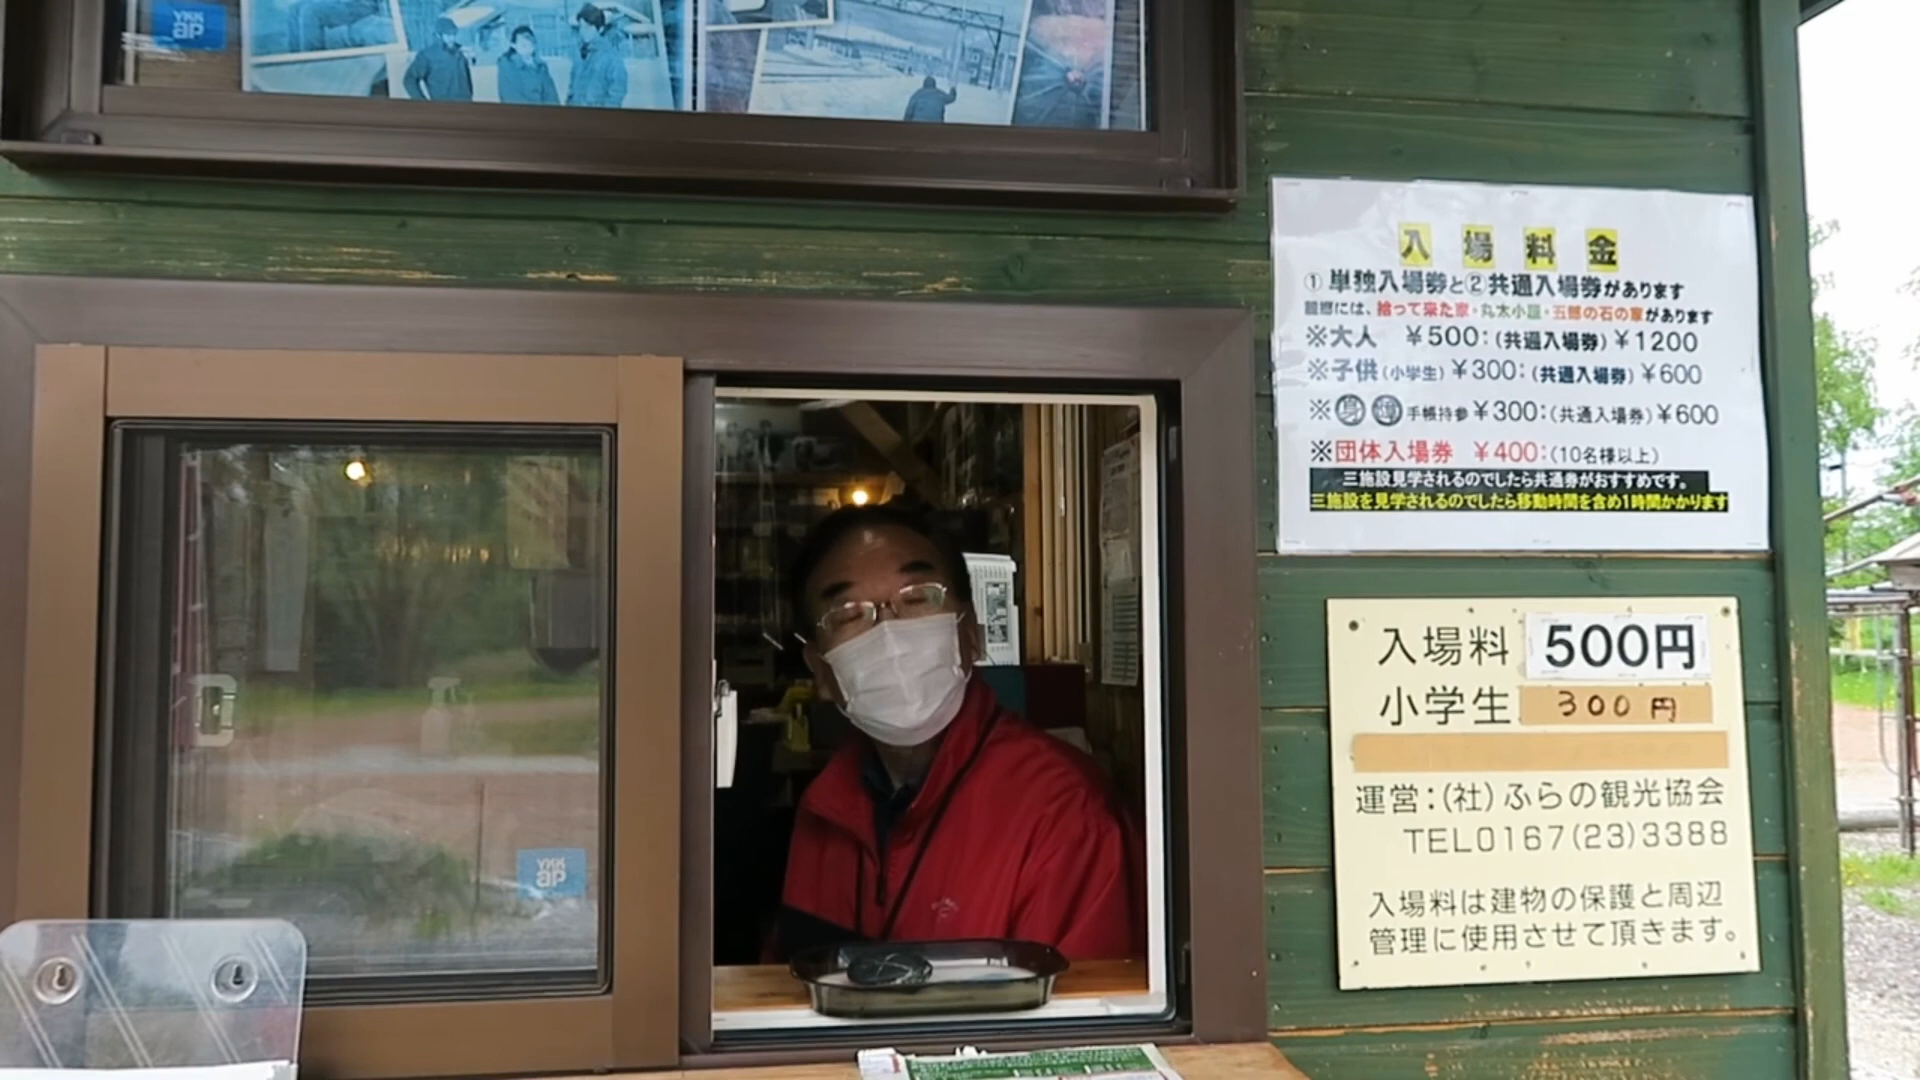 YKK
aP
入場料金
① 単独入場券と②共通入場券があります
麓郷には、拾って来た家・丸太小屋・五郎の石の家があります
※大人 ¥500:(共通入場券)¥1200
※子供(小学生)¥300:(共通入場券)¥600
※身 障 手帳持参¥300:(共通入場券)¥600
※団体入場券 ¥400:(10名様以上)
三施設見学されるのでしたら共通券がおすすめです。
三施設を見学されるのでしたら移動時間を含め1時間かかります
入場料 500円
小学生 300円
運営:(社)ふらの観光協会
TEL0167(23)3388
入場料は建物の保護と周辺
管理に使用させて頂きます。
YKK
aP